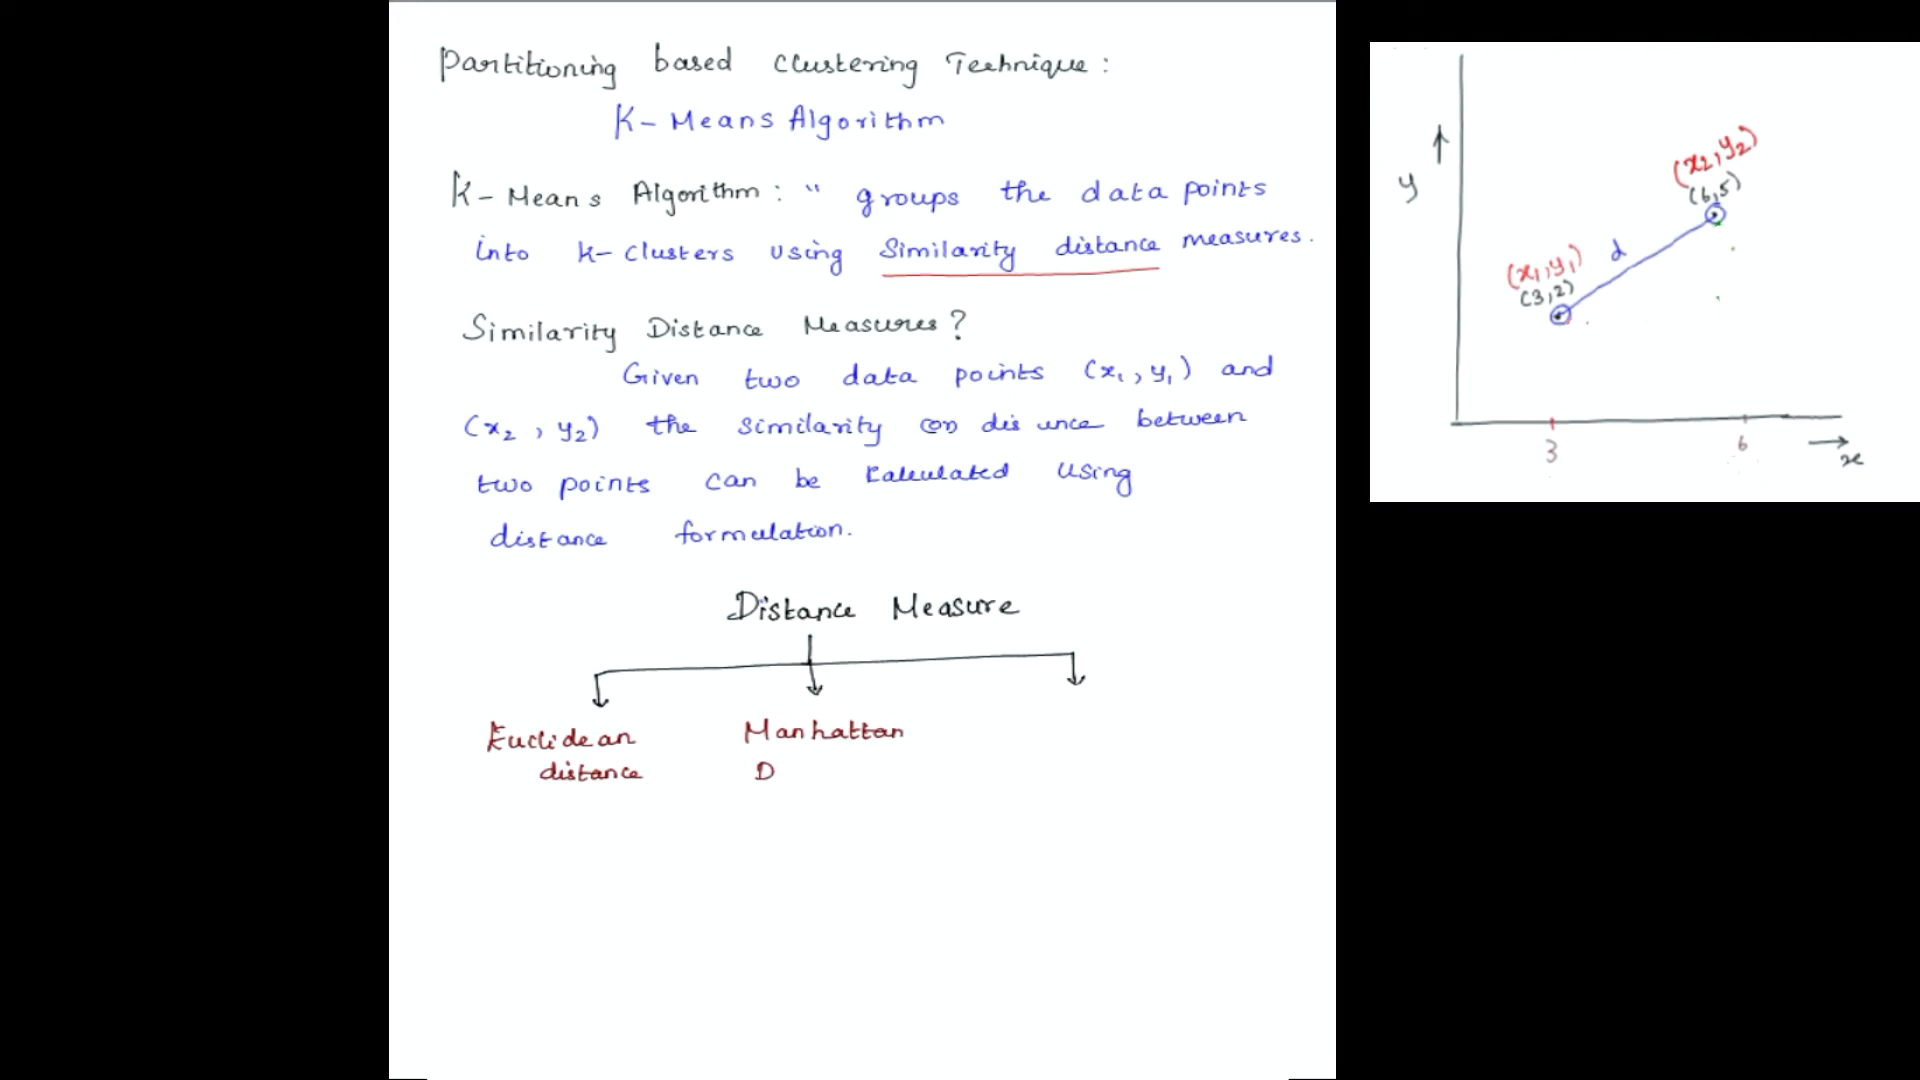 Partitioning based clustering Technique:
K-Means Algorithm
K-Means Algorithm: " groups the data points
into k-clusters using similarity distance measures.
Similarity Distance Measures?
Given two data points (x₁, y₁) and
(x₂, y₂) the similarity (or) dis ance between
two points can be calculated using
distance formulation.
Distance Measure
Euclidean
distance
Manhattan
D
y
(x₂, y₂)
(6,5)
(x₁, y₁)
(3,2)
d
3
6
x